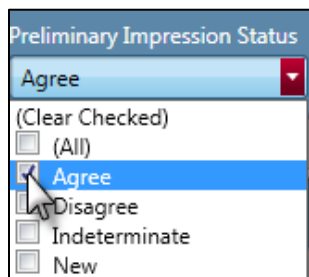 Preliminary Impression Status
Agree
(Clear Checked)
(All)
Agree
Disagree
Indeterminate
New